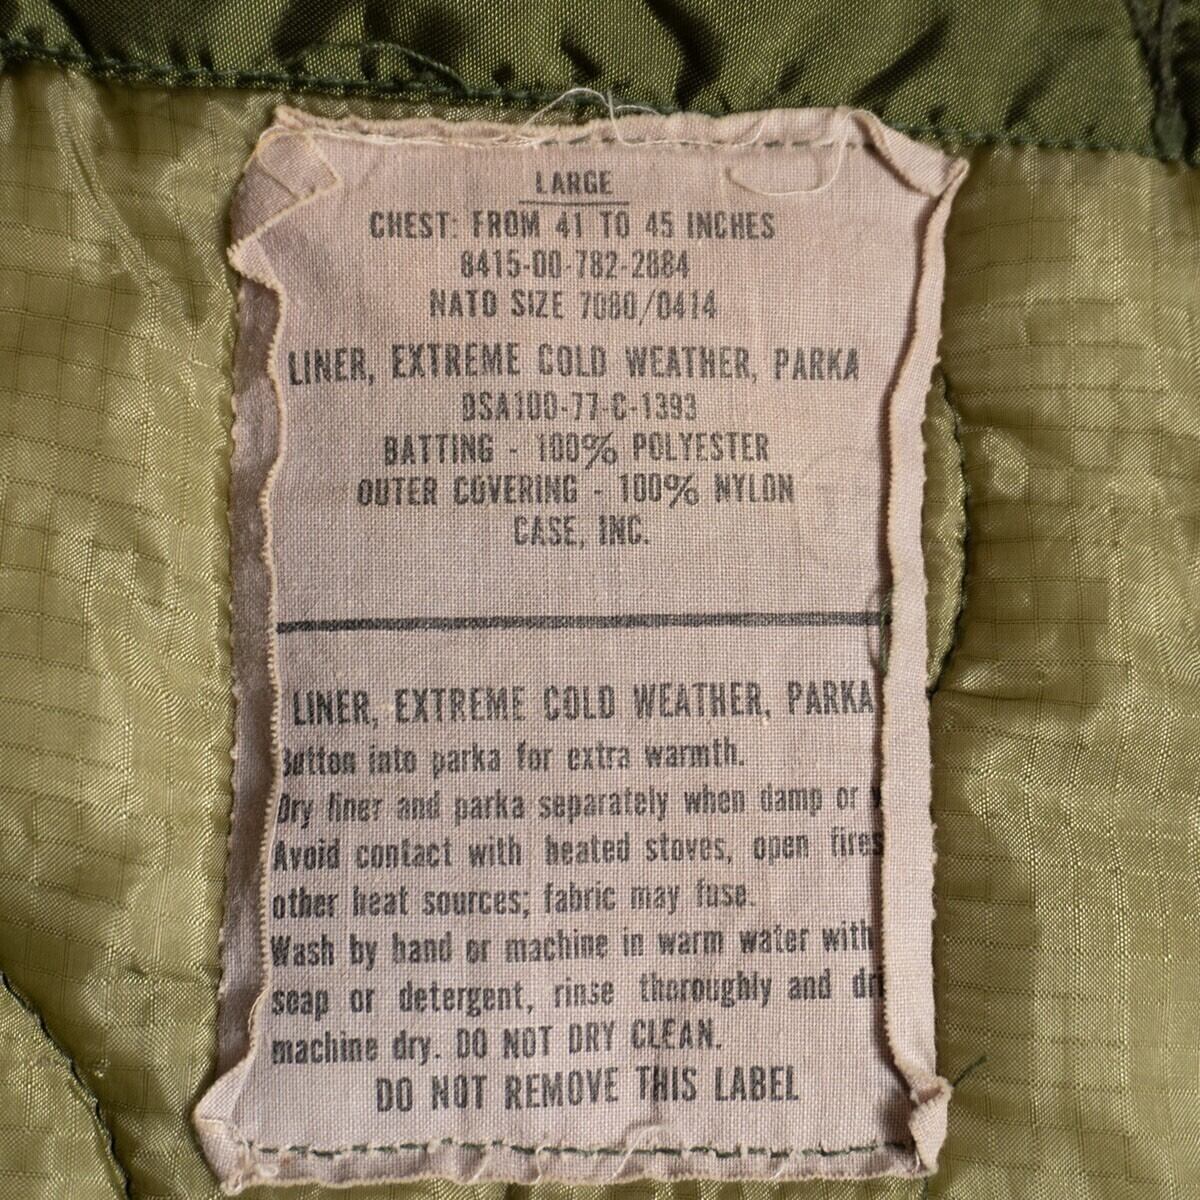 LARGE
CHEST: FROM 41 TO 45 INCHES
8415-00-782-2884
NATO SIZE 7080/0414
LINER, EXTREME COLD WEATHER, PARKA
DSA100-77-C-1393
BATTING - 100% POLYESTER
OUTER COVERING - 100% NYLON
CASE, INC.
LINER, EXTREME COLD WEATHER, PARKA
Button into parka for extra warmth.
Dry liner and parka separately when damp or
Avoid contact with heated stoves, open fires
other heat sources; fabric may fuse.
Wash by hand or machine in warm water with
soap or detergent, rinse thoroughly and
machine dry. DO NOT DRY CLEAN.
DO NOT REMOVE THIS LABEL